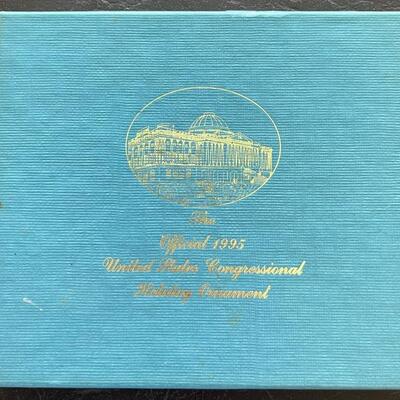 The
Official 1995
United States Congressional
Holiday Ornament